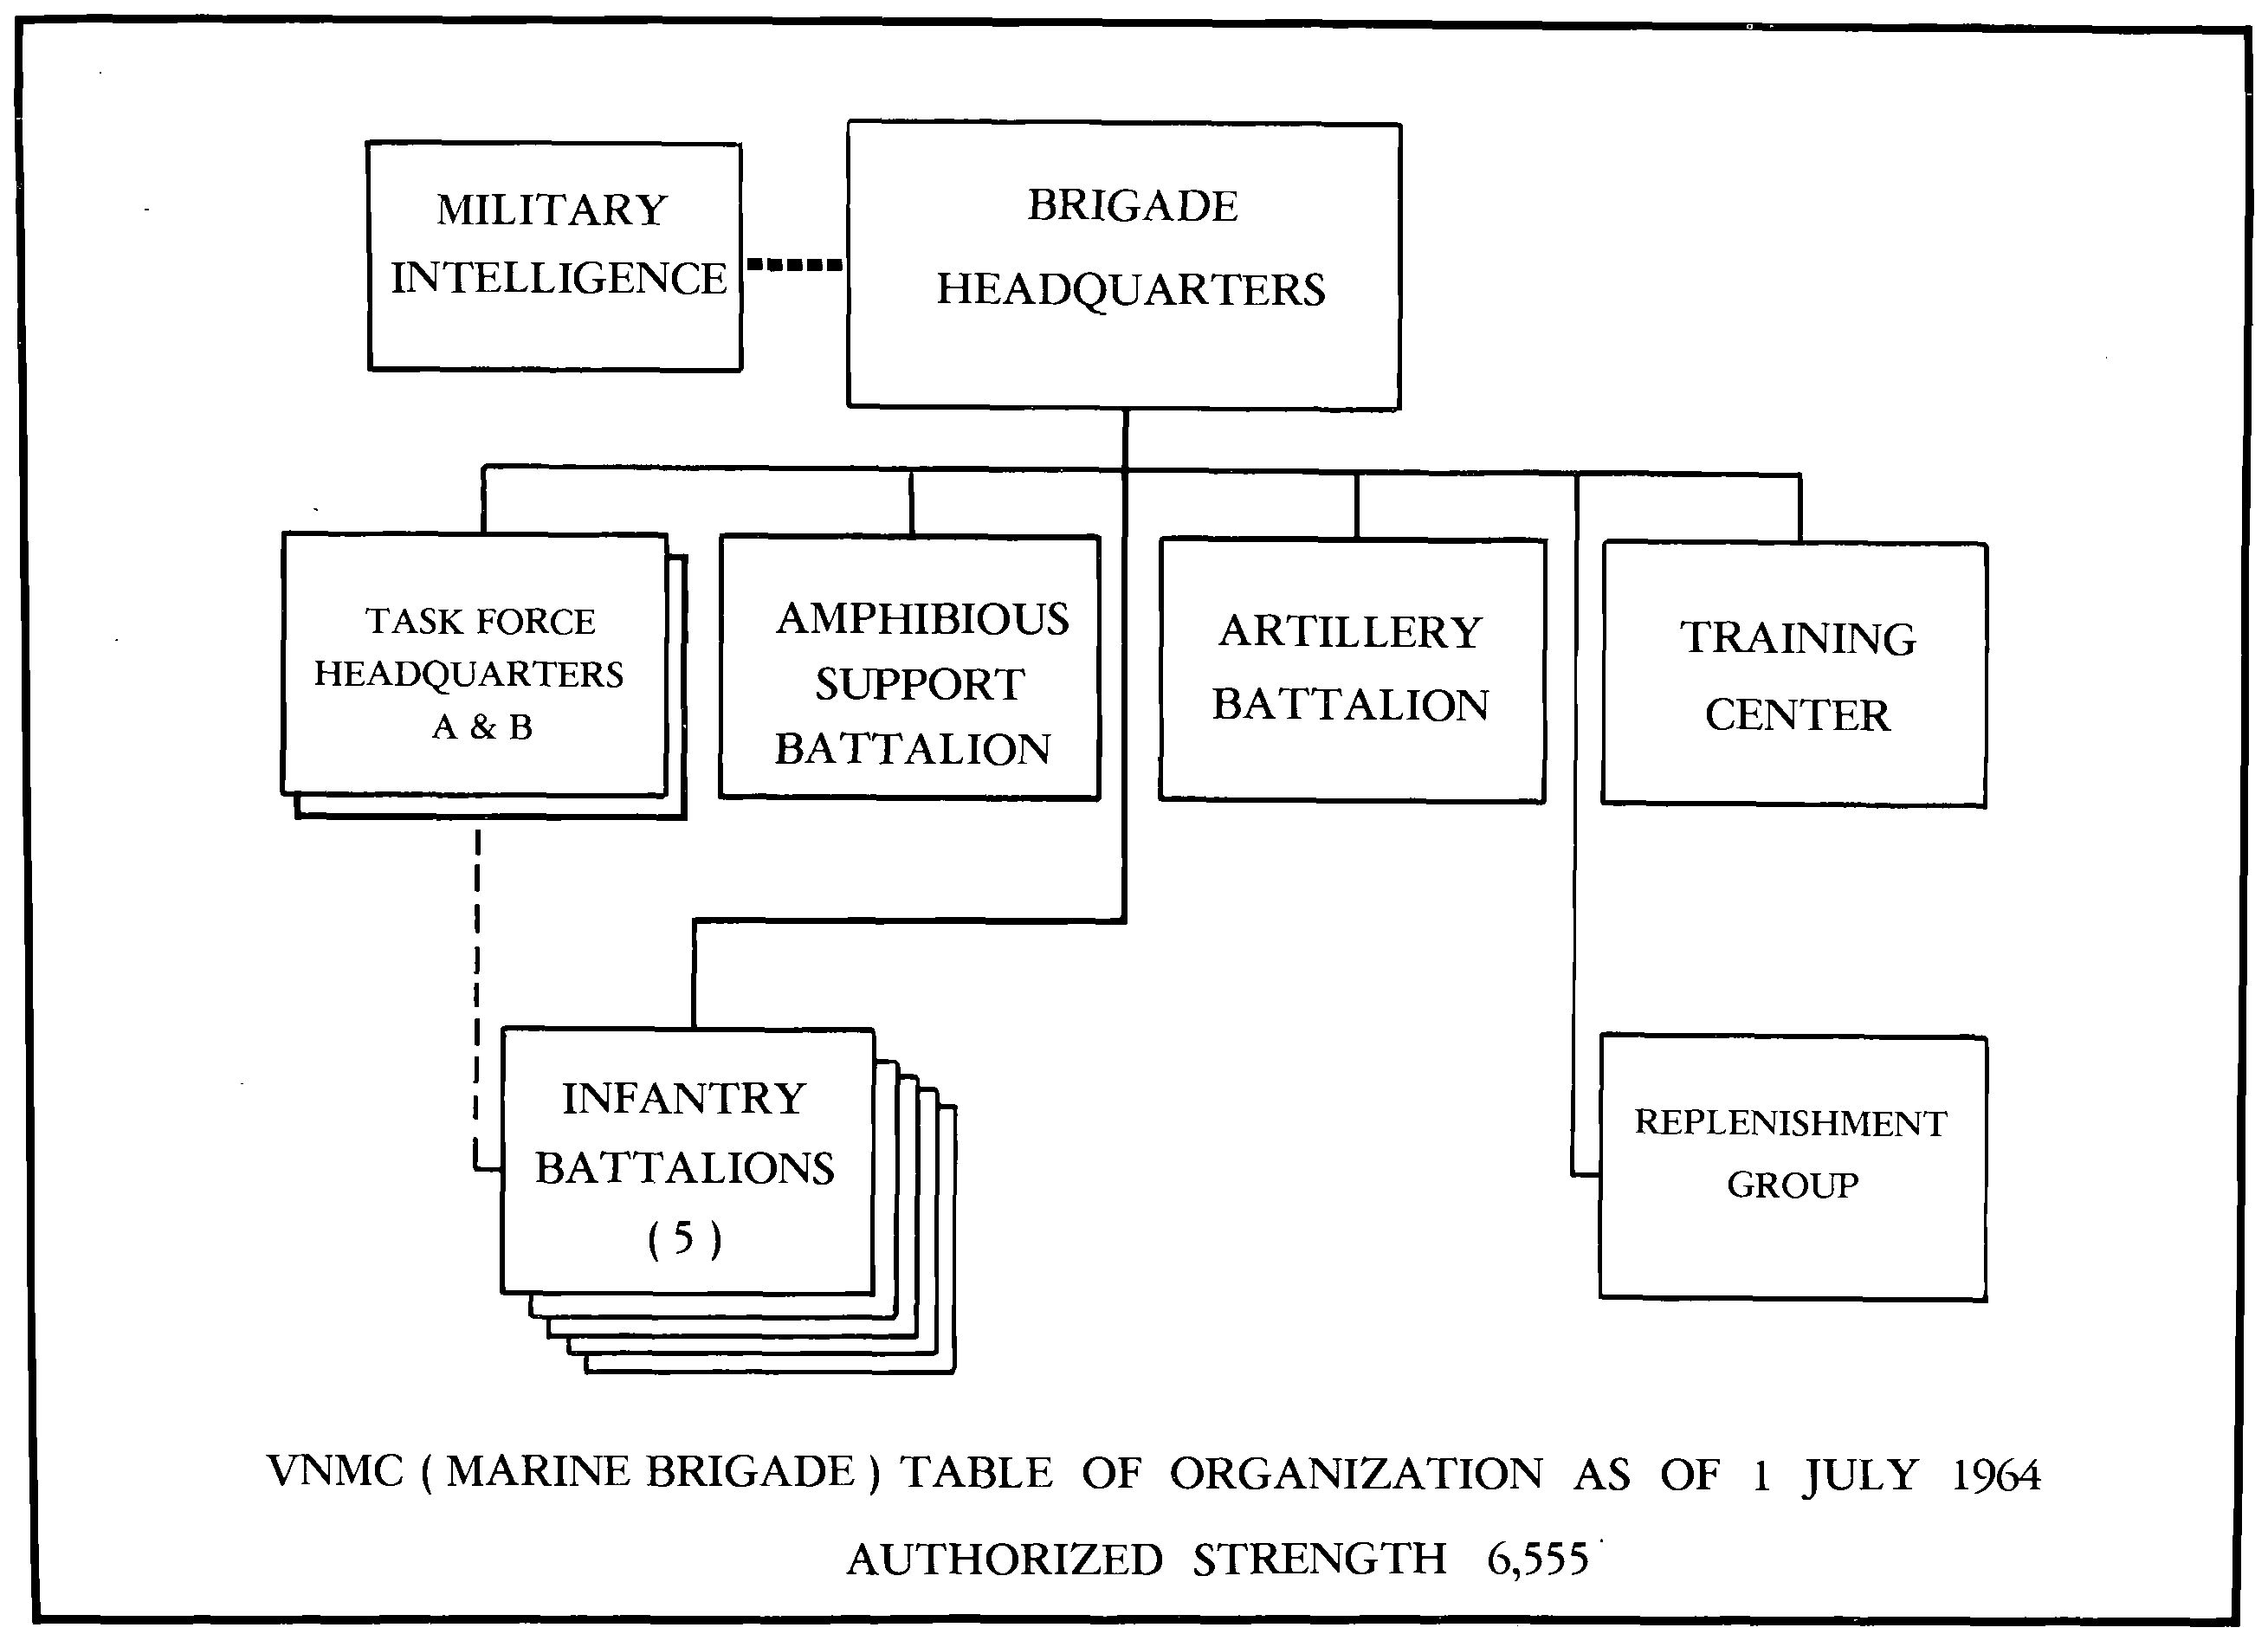 MILITARY
INTELLIGENCE
BRIGADE
HEADQUARTERS
TASK FORCE
HEADQUARTERS
A & B
AMPHIBIOUS
SUPPORT
BATTALION
ARTILLERY
BATTALION
TRAINING
CENTER
INFANTRY
BATTALIONS
( 5 )
REPLENISHMENT
GROUP
VNMC ( MARINE BRIGADE ) TABLE OF ORGANIZATION AS OF 1 JULY 1964
AUTHORIZED STRENGTH 6,555